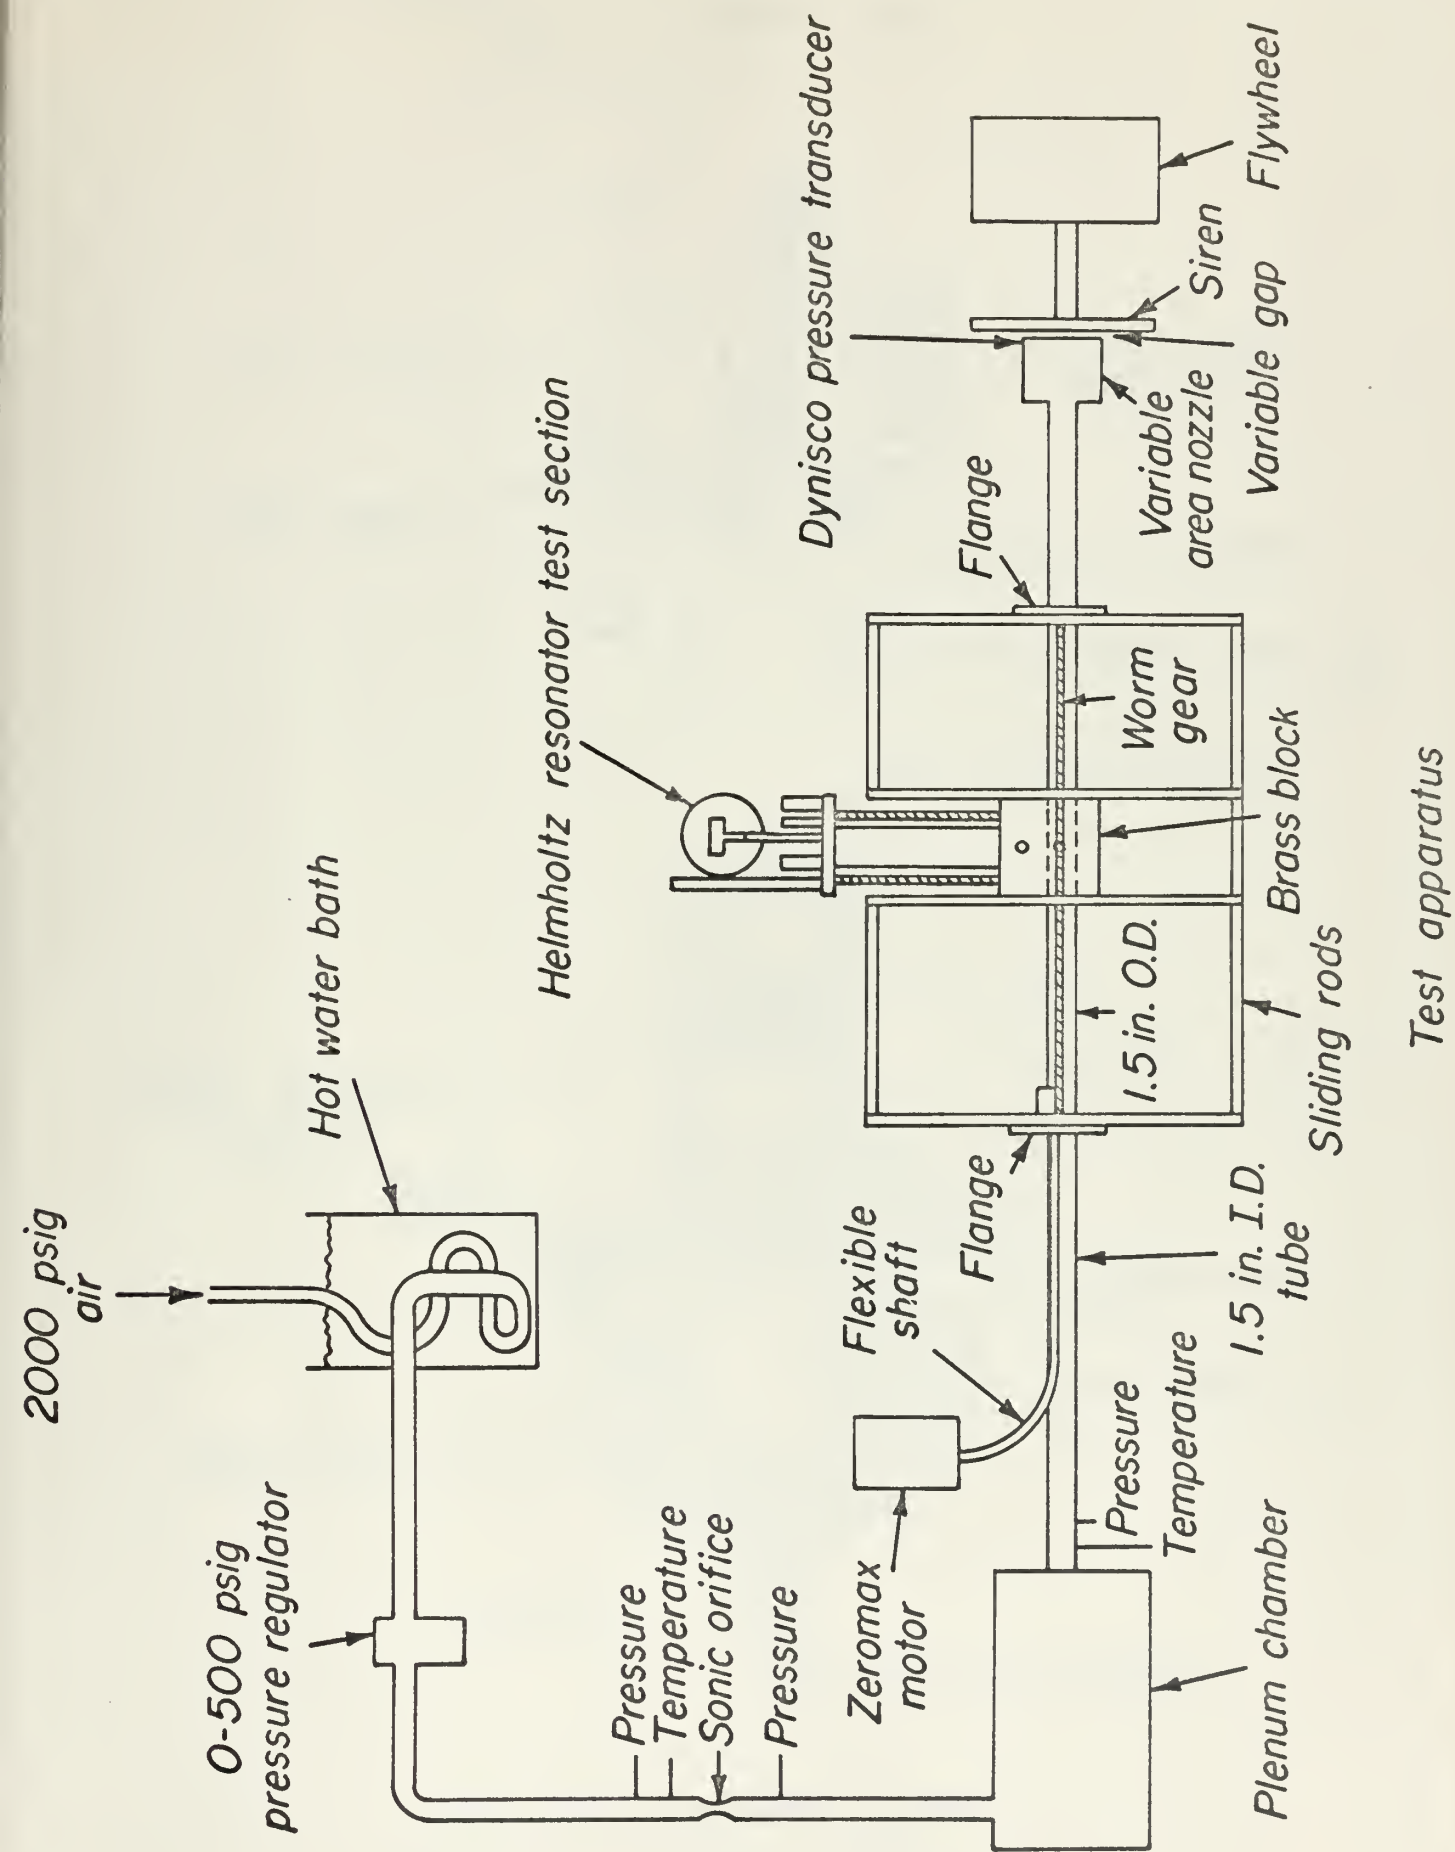 2000 psig
air
Hot water bath
0-500 psig
pressure regulator
Pressure
Temperature
Sonic orifice
Pressure
Helmholtz resonator test section
Dynisco pressure transducer
Zeromax
motor
Flexible
shaft
Flange
Flange
Pressure
Temperature
1.5 in. I.D.
tube
1.5 in. O.D.
Worm
gear
Variable
area nozzle
Siren
Variable gap
Flywheel
Plenum chamber
Sliding rods
Brass block
Test apparatus